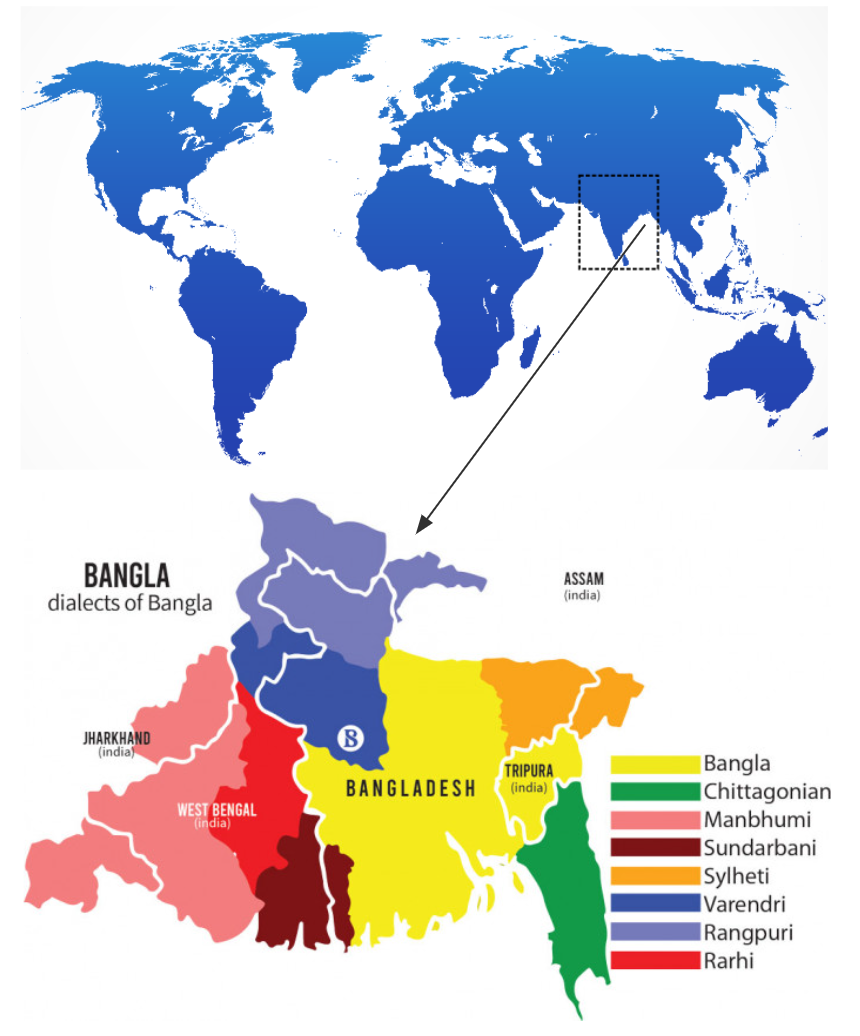 BANGLA
dialects of Bangla
ASSAM
(india)
JHARKHAND
(india)
WEST BENGAL
(india)
BANGLADESH
TRIPURA
(india)
Bangla
Chittagonian
Manbhumi
Sundarbani
Sylheti
Varendri
Rangpuri
Rarhi